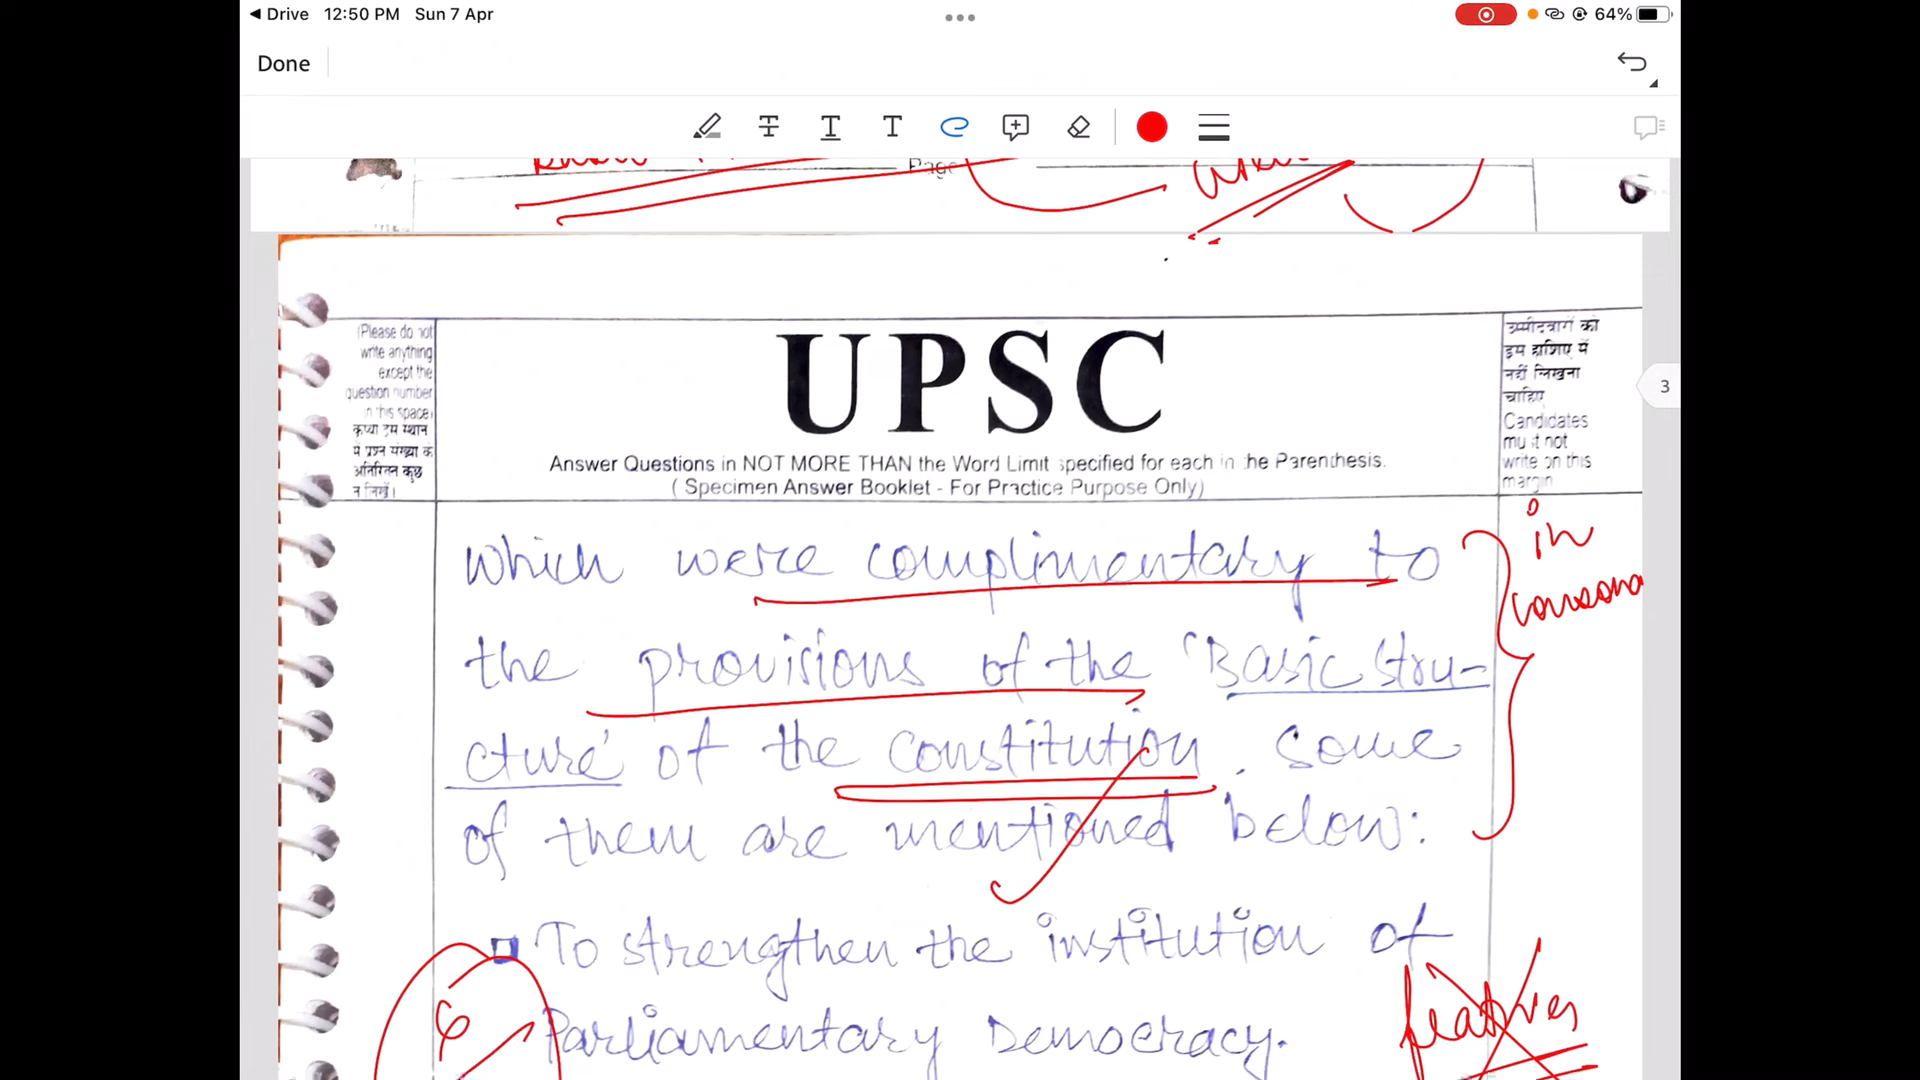 Drive 12:50 PM Sun 7 Apr
64%
Done
T T T
Page
3
(Please do not
write anything
except the
question number
in this space)
कृप्या इस स्थान
में प्रश्न संख्या के
अतिरिक्त कुछ
न लिखें।
UPSC
Answer Questions in NOT MORE THAN the Word Limit specified for each in the Parenthesis.
( Specimen Answer Booklet - For Practice Purpose Only)
उम्मीदवारों को
इस हाशिए में
नहीं लिखना
चाहिए
Candidates
must not
write on this
margin
which were complimentary to
the provisions of the 'Basic Stru-
cture' of the constitution. Some
of them are mentioned below:
in
To strengthen the institution of
Parliamentary Democracy.
features